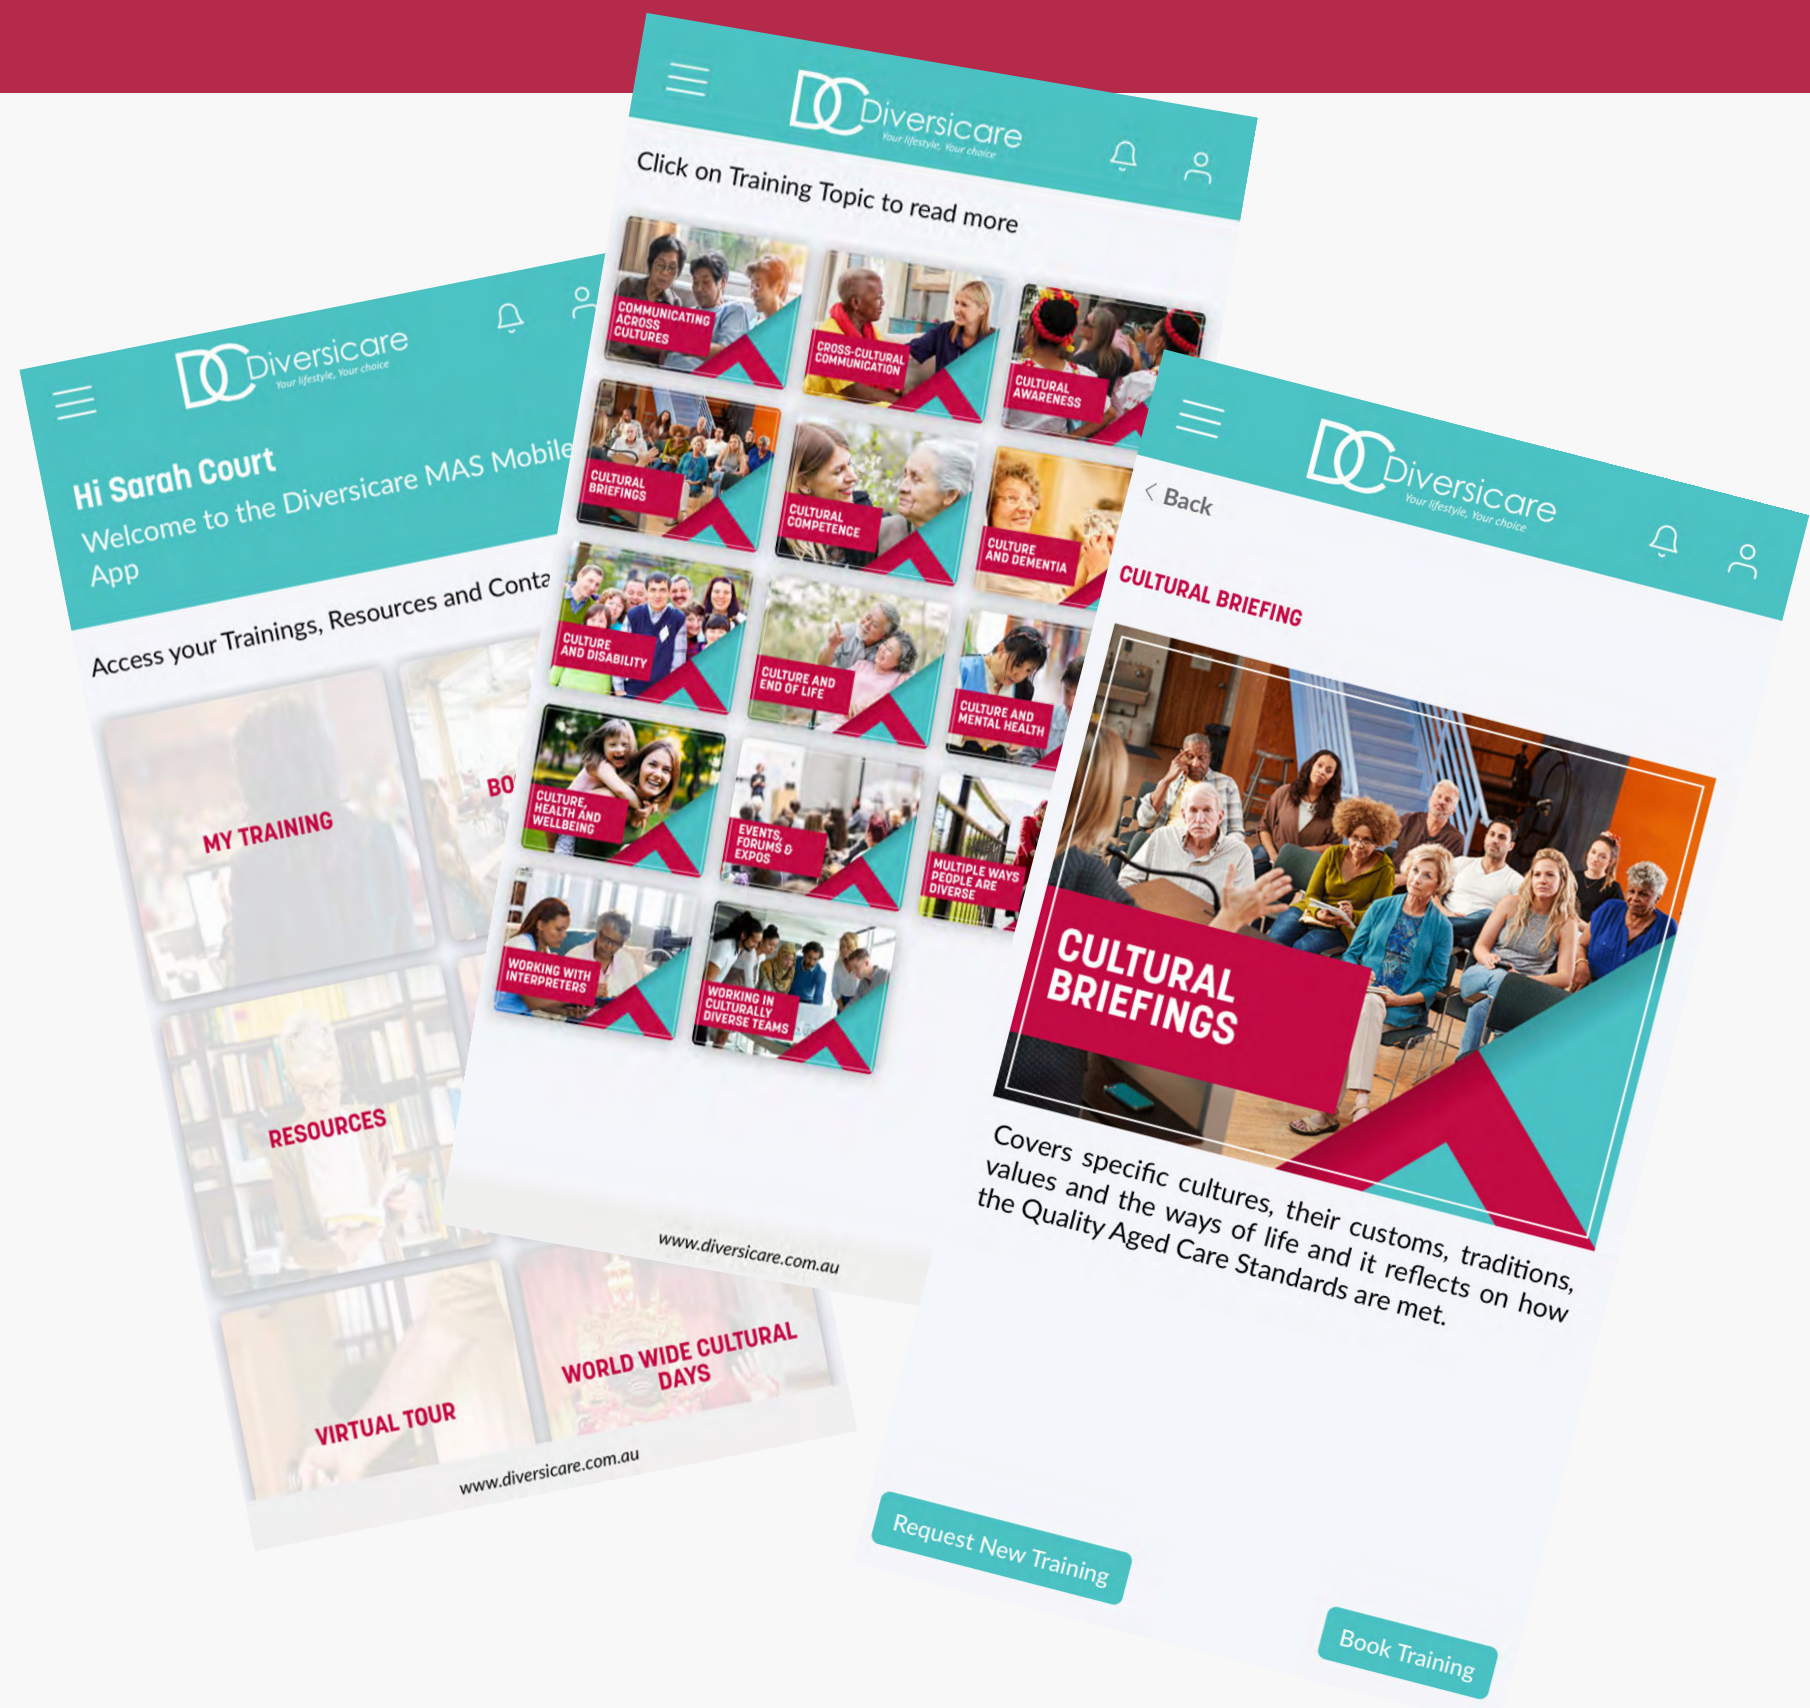 DC Diversicare
Your lifestyle, Your choice
Hi Sarah Court
Welcome to the Diversicare MAS Mobile
App
Access your Trainings, Resources and Conta
MY TRAINING
BO
RESOURCES
VIRTUAL TOUR
WORLD WIDE CULTURAL
DAYS
www.diversicare.com.au
DC Diversicare
Your lifestyle, Your choice
Click on Training Topic to read more
COMMUNICATING
ACROSS
CULTURES
CROSS-CULTURAL
COMMUNICATION
CULTURAL
AWARENESS
CULTURAL
BRIEFINGS
CULTURAL
COMPETENCE
CULTURE
AND DEMENTIA
CULTURE
AND DISABILITY
CULTURE AND
END OF LIFE
CULTURE AND
MENTAL HEALTH
CULTURE,
HEALTH AND
WELLBEING
EVENTS,
FORUMS &
EXPOS
MULTIPLE WAYS
PEOPLE ARE
DIVERSE
WORKING WITH
INTERPRETERS
WORKING IN
CULTURALLY
DIVERSE TEAMS
www.diversicare.com.au
DC Diversicare
Your lifestyle, Your choice
Back
CULTURAL BRIEFING
CULTURAL
BRIEFINGS
Covers specific cultures, their customs, traditions,
values and the ways of life and it reflects on how
the Quality Aged Care Standards are met.
Request New Training
Book Training